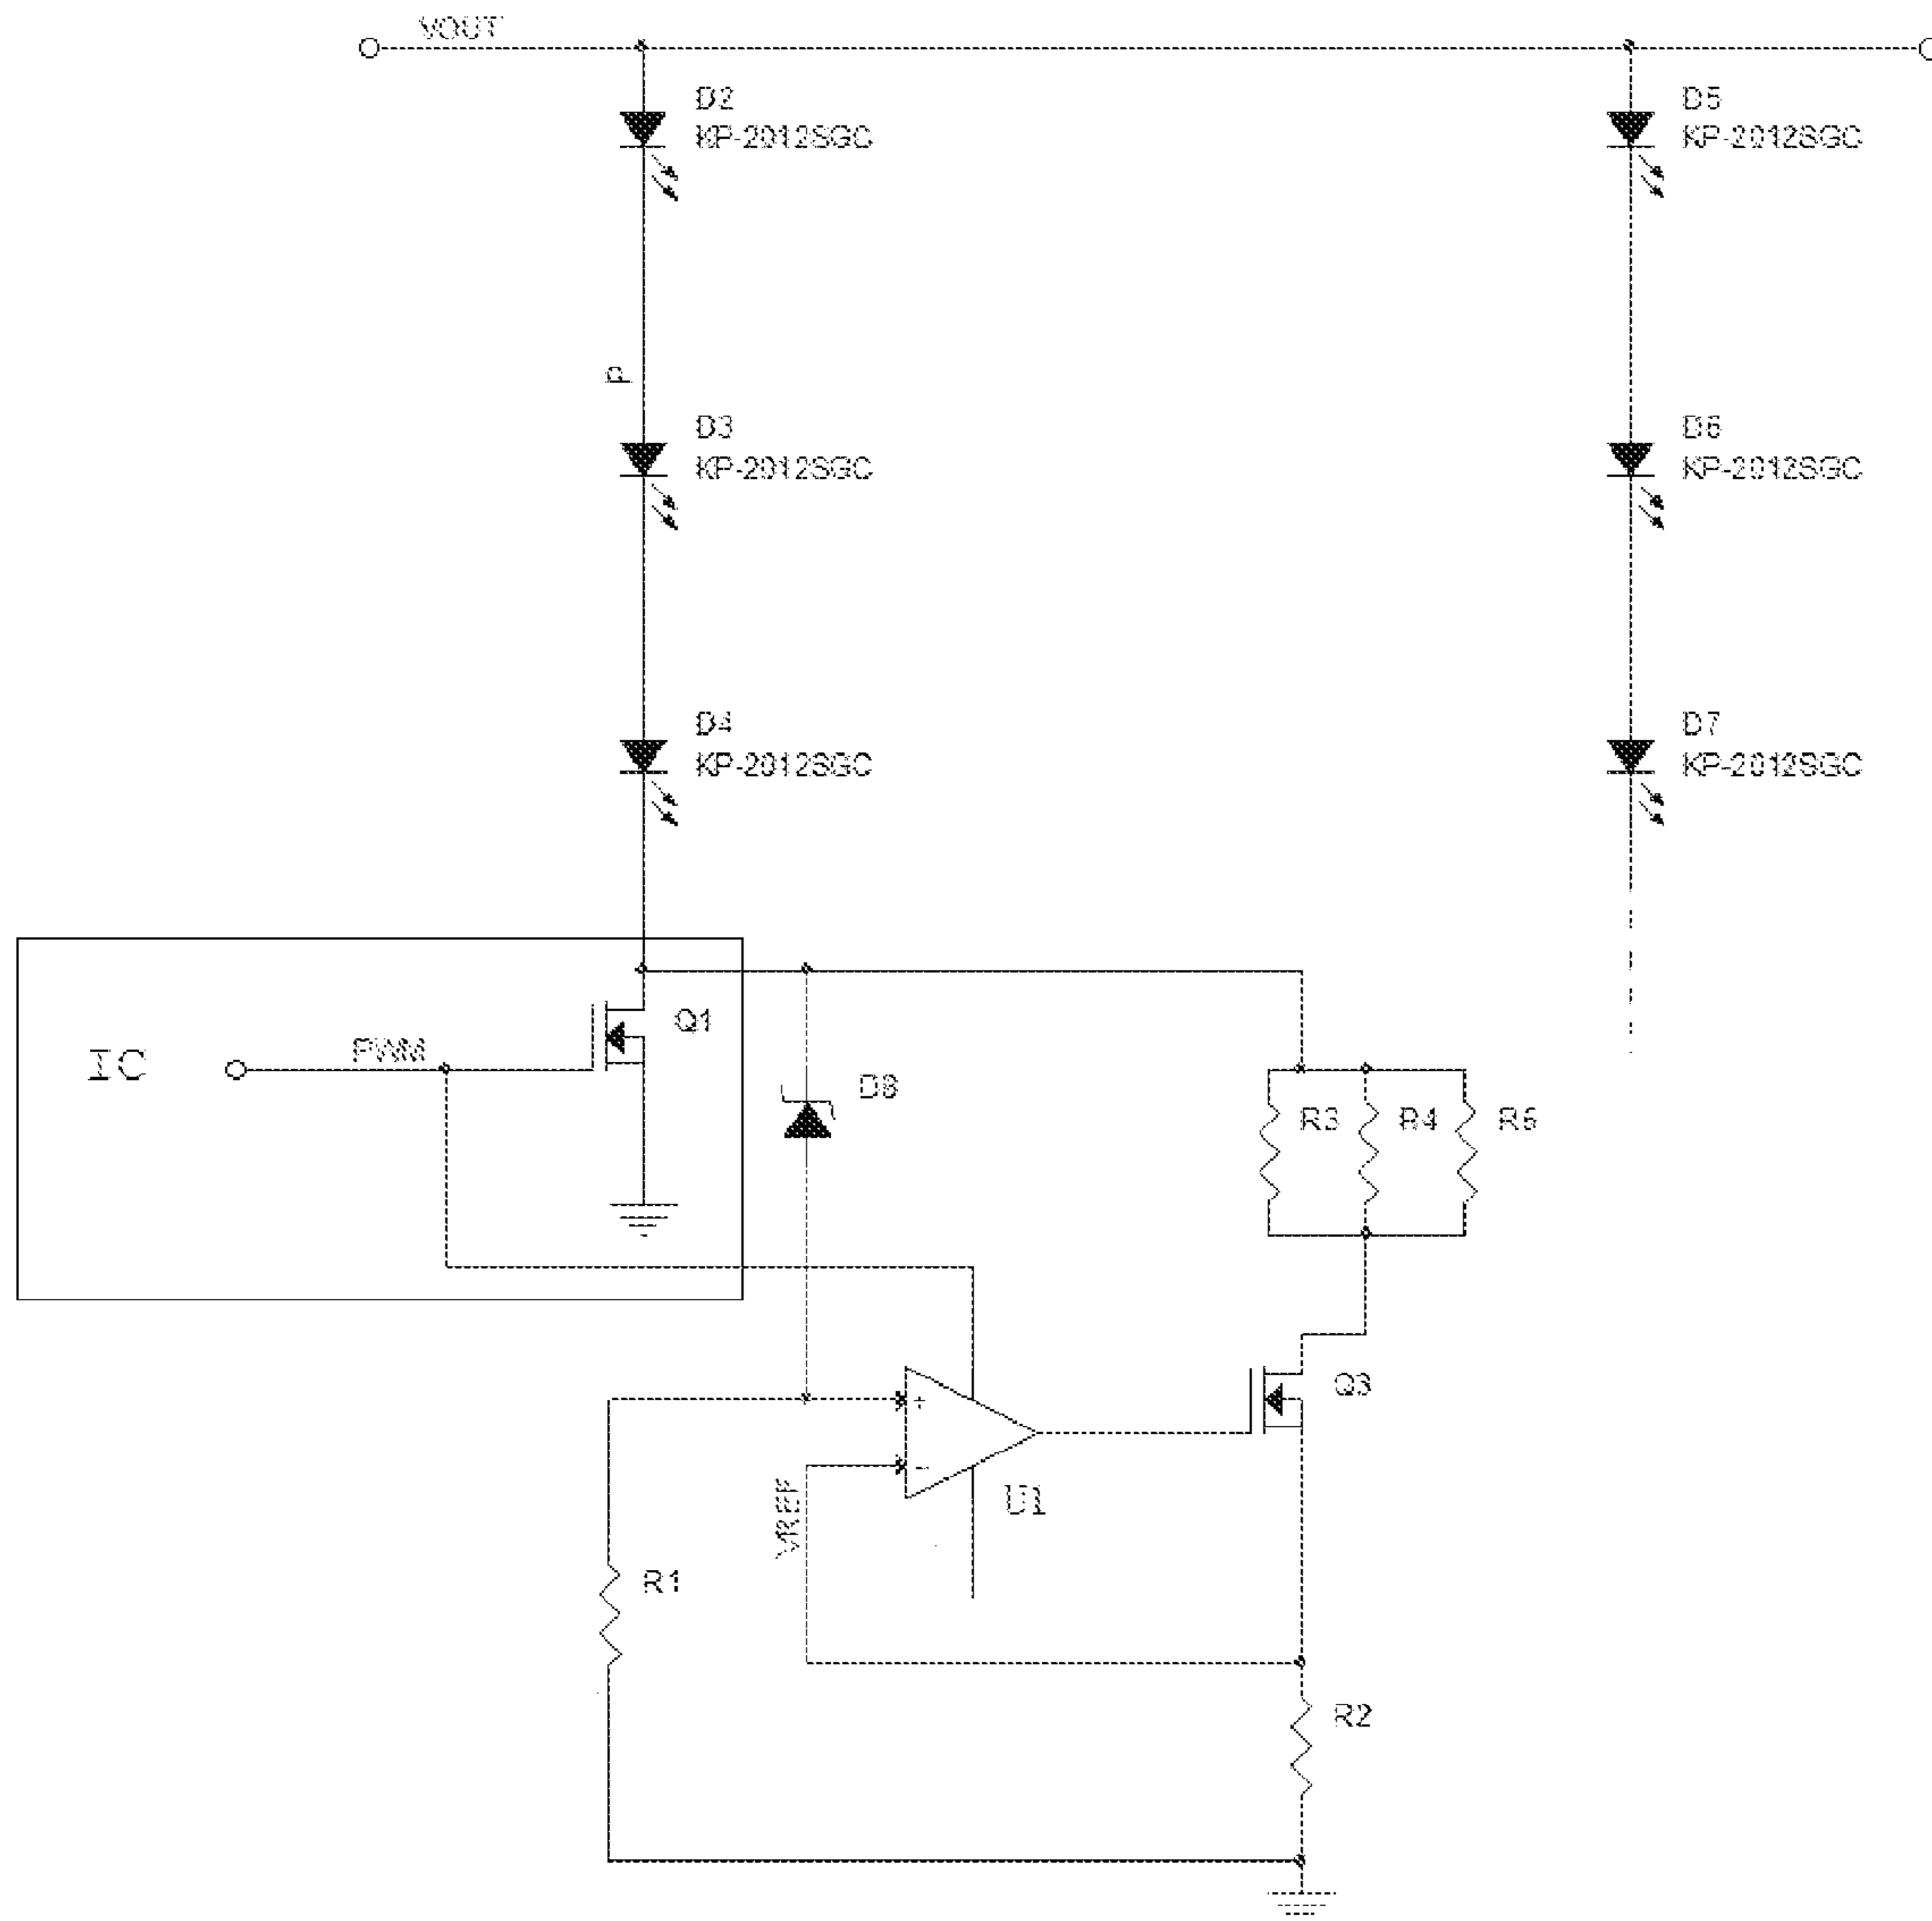 VOUT
D2
KP-2012SGC
D5
KP-2012SGC
P
D3
KP-2012SGC
D6
KP-2012SGC
D4
KP-2012SGC
D7
KP-2012SGC
Q1
IC
PWM
D8
R3
R4
R5
Q3
+
-
VREF
U1
R1
R2